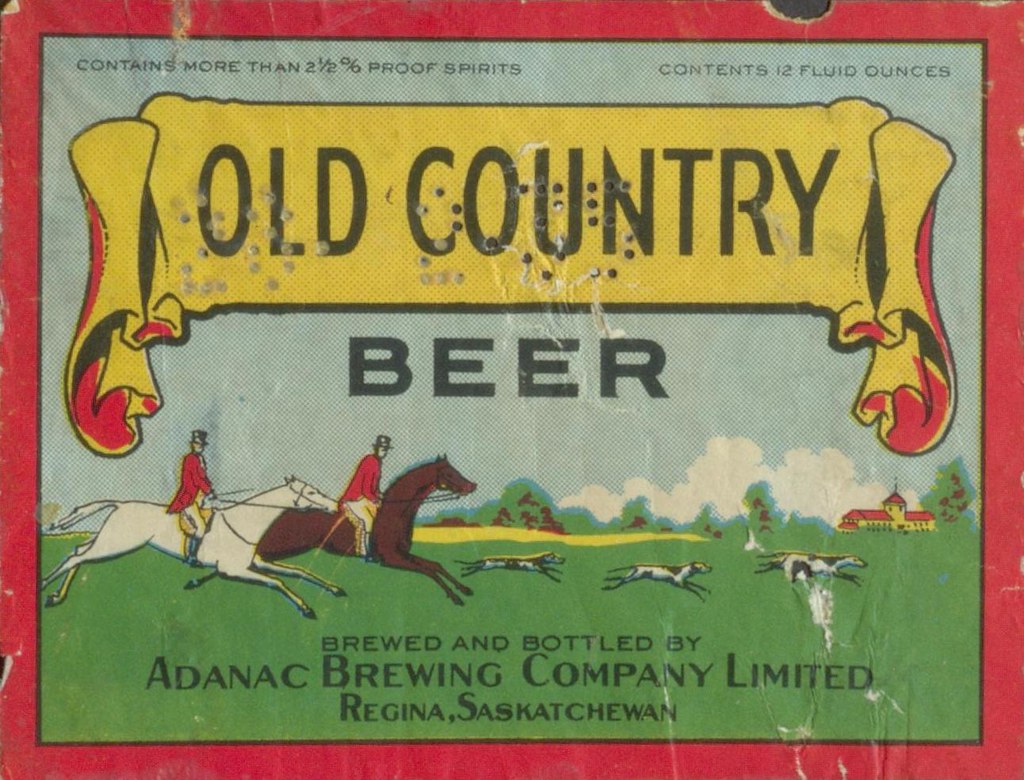 CONTAINS MORE THAN 2½% PROOF SPIRITS
CONTENTS 12 FLUID OUNCES
OLD COUNTRY
BEER
BREWED AND BOTTLED BY
ADANAC BREWING COMPANY LIMITED
REGINA, SASKATCHEWAN